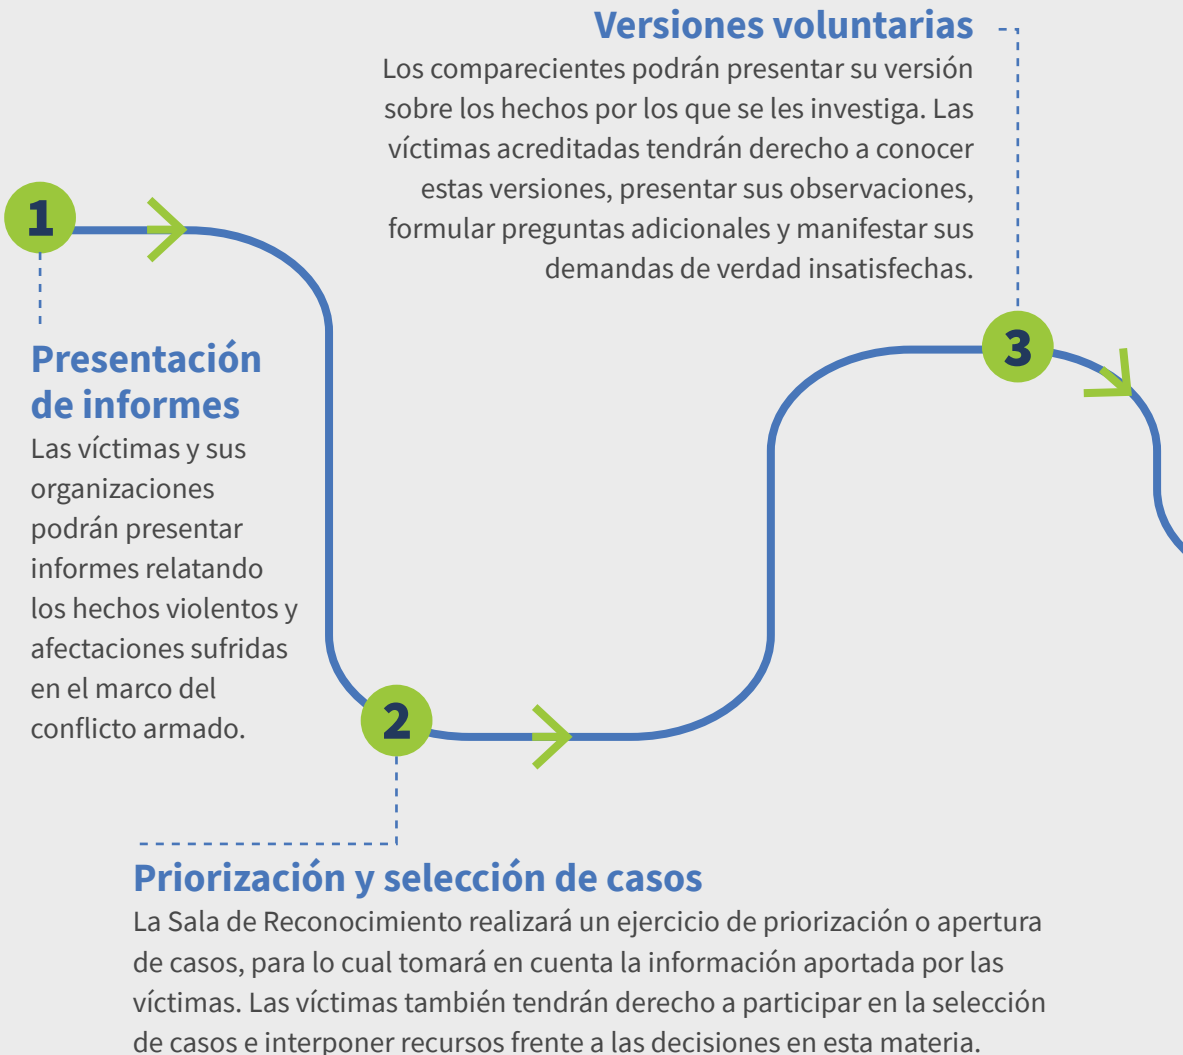 1
Presentación
de informes
Las víctimas y sus
organizaciones
podrán presentar
informes relatando
los hechos violentos y
afectaciones sufridas
en el marco del
conflicto armado.
2
Priorización y selección de casos
La Sala de Reconocimiento realizará un ejercicio de priorización o apertura
de casos, para lo cual tomará en cuenta la información aportada por las
víctimas. Las víctimas también tendrán derecho a participar en la selección
de casos e interponer recursos frente a las decisiones en esta materia.
3
Versiones voluntarias
Los comparecientes podrán presentar su versión
sobre los hechos por los que se les investiga. Las
víctimas acreditadas tendrán derecho a conocer
estas versiones, presentar sus observaciones,
formular preguntas adicionales y manifestar sus
demandas de verdad insatisfechas.